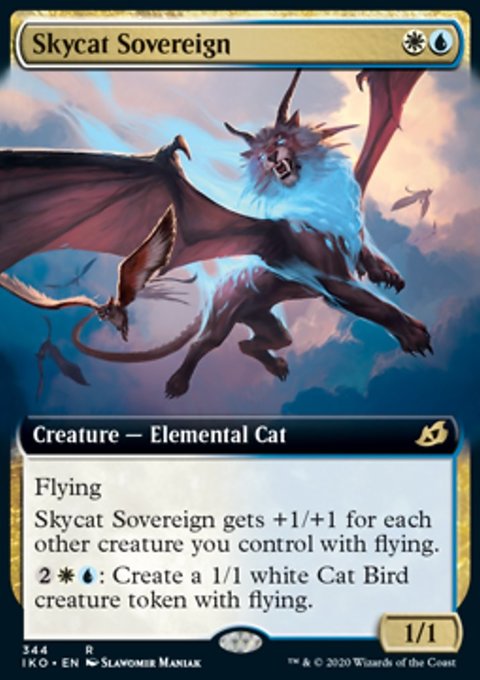 Skycat Sovereign
Creature — Elemental Cat
Flying
Skycat Sovereign gets +1/+1 for each
other creature you control with flying.
2 : Create a 1/1 white Cat Bird
creature token with flying.
1/1
344 R
IKO • EN Slawomir Maniak
™ & © 2020 Wizards of the Coast